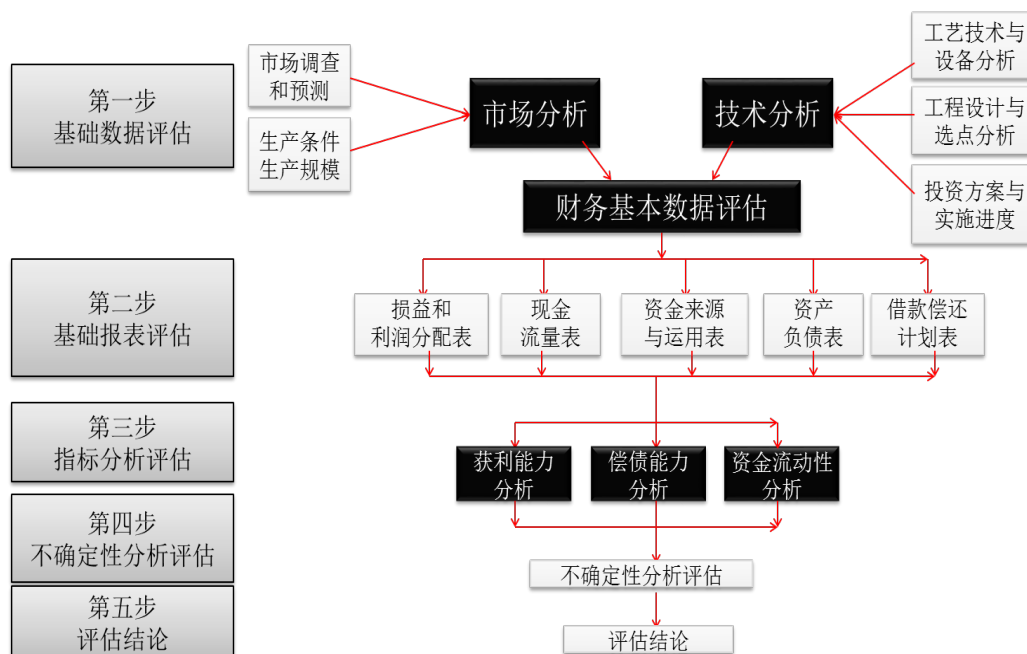 第一步
基础数据评估
市场调查
和预测
生产条件
生产规模
市场分析
技术分析
工艺技术与
设备分析
工程设计与
选点分析
投资方案与
实施进度
财务基本数据评估
第二步
基础报表评估
损益和
利润分配表
现金
流量表
资金来源
与运用表
资产
负债表
借款偿还
计划表
第三步
指标分析评估
获利能力
分析
偿债能力
分析
资金流动性
分析
第四步
不确定性分析评估
不确定性分析评估
第五步
评估结论
评估结论